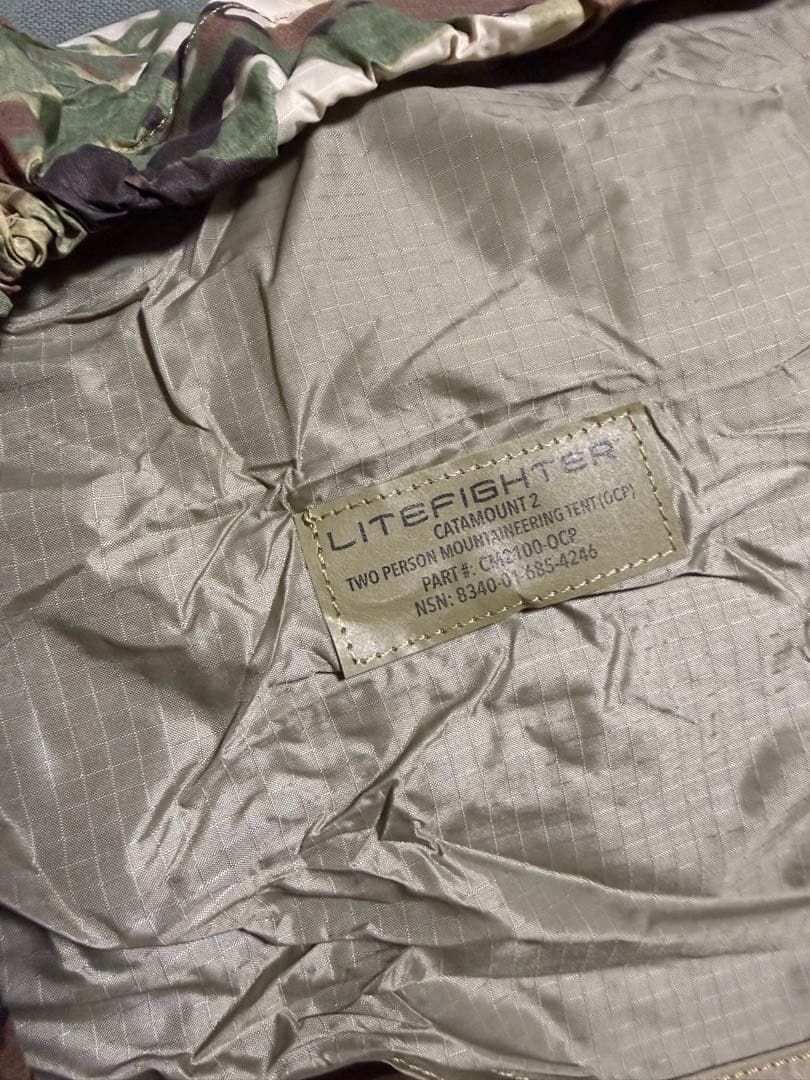 LITEFIGHTER
CATAMOUNT 2
TWO PERSON MOUNTAINEERING TENT (OCP)
PART #: CM2100-OCP
NSN: 8340-01-685-4246